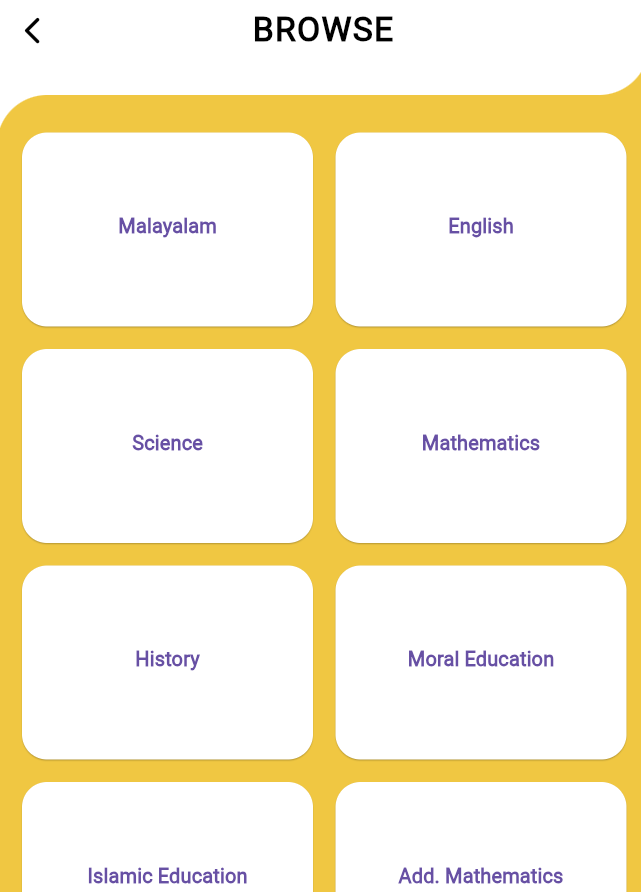 BROWSE
Malayalam
English
Science
Mathematics
History
Moral Education
Islamic Education
Add. Mathematics